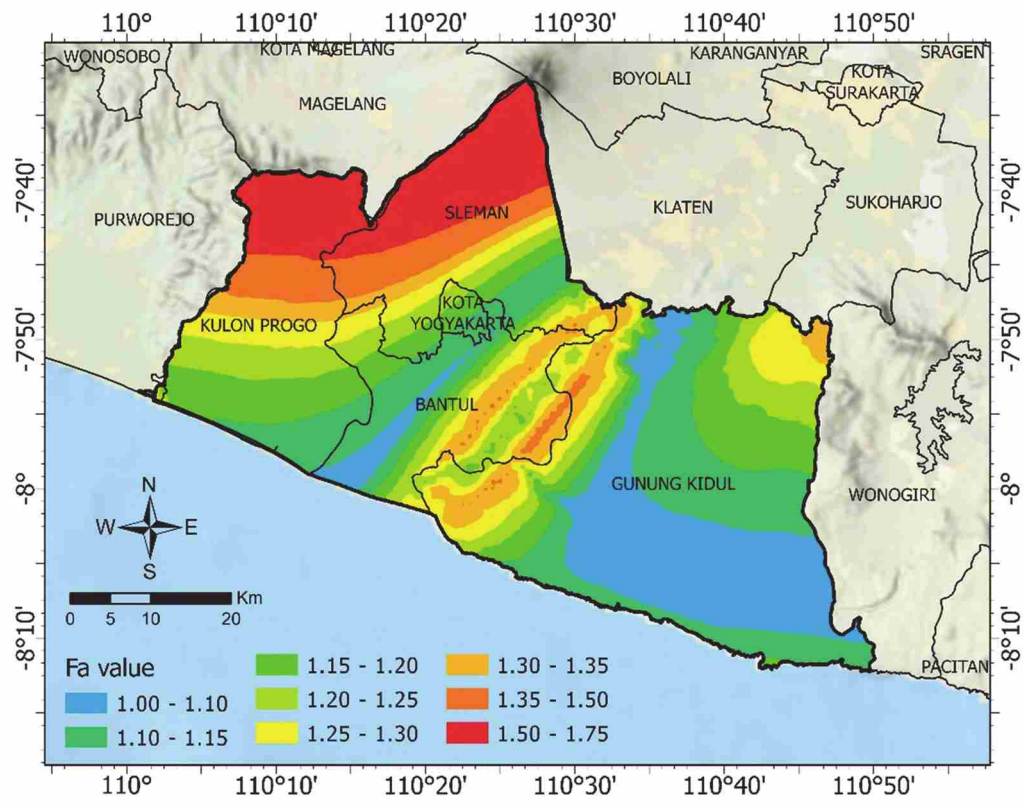 110° 110°10' 110°20' 110°30' 110°40' 110°50'
WONOSOBO
KOTA MAGELANG
KARANGANYAR
SRAGEN
BOYOLALI
KOTA
SURAKARTA
MAGELANG
-7°40'
-7°40'
PURWOREJO
SLEMAN
KLATEN
SUKOHARJO
-7°50'
-7°50'
KULON PROGO
KOTA
YOGYAKARTA
BANTUL
-8°
-8°
GUNUNG KIDUL
WONOGIRI
N
W E
S
Km
0 5 10 20
-8°10'
-8°10'
PACITAN
Fa value
1.00 - 1.10
1.10 - 1.15
1.15 - 1.20
1.20 - 1.25
1.25 - 1.30
1.30 - 1.35
1.35 - 1.50
1.50 - 1.75
110° 110°10' 110°20' 110°30' 110°40' 110°50'